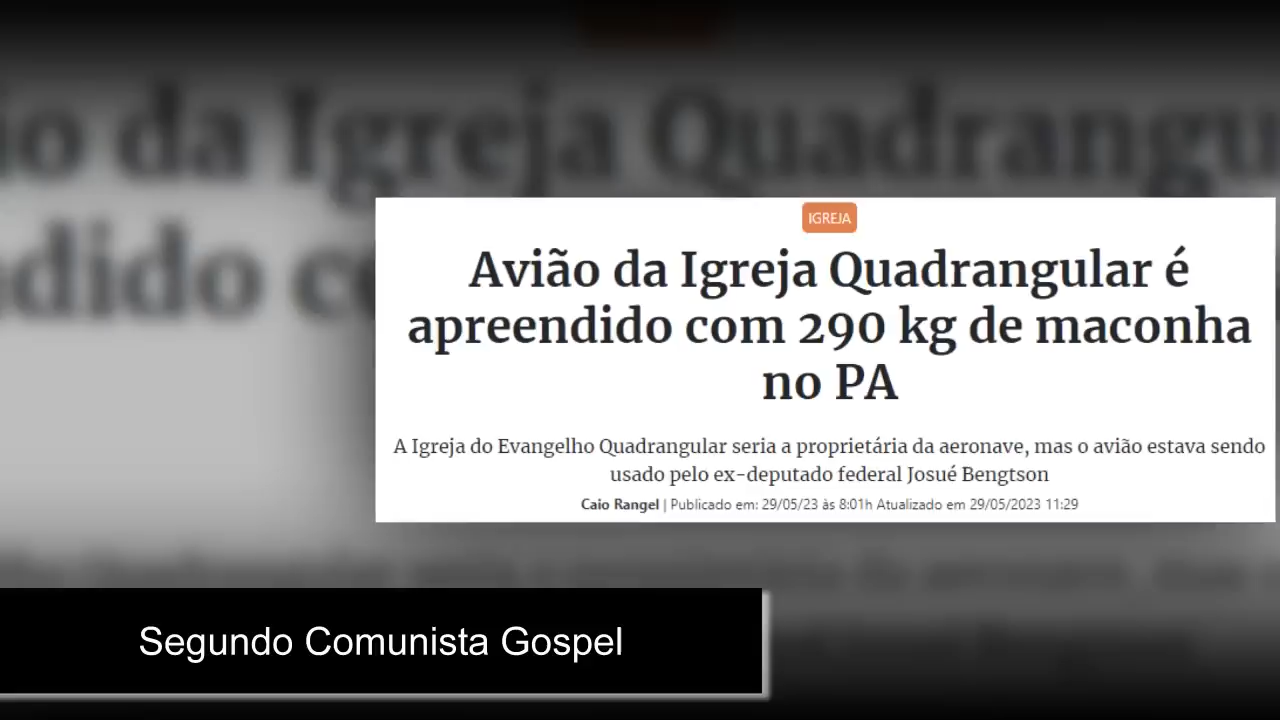 IGREJA
Avião da Igreja Quadrangular é
apreendido com 290 kg de maconha
no PA
A Igreja do Evangelho Quadrangular seria a proprietária da aeronave, mas o avião estava sendo
usado pelo ex-deputado federal Josué Bengtson
Caio Rangel | Publicado em: 29/05/23 às 8:01h Atualizado em 29/05/2023 11:29
Segundo Comunista Gospel